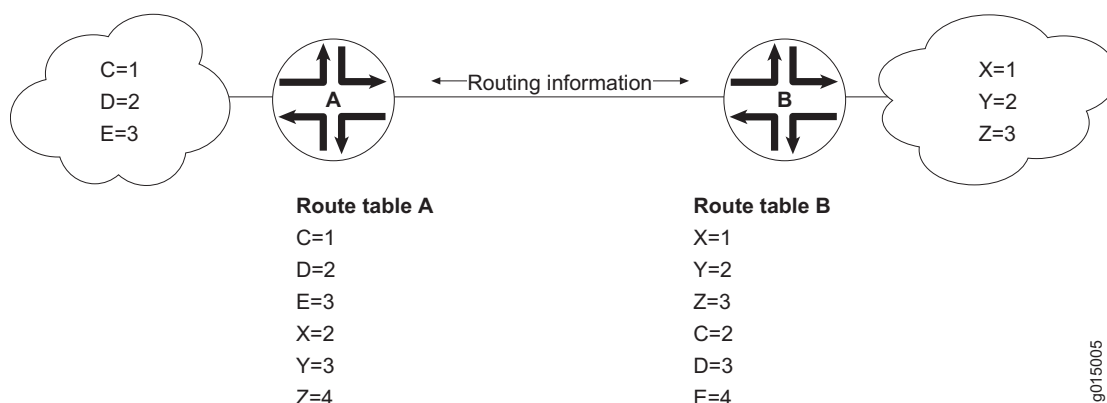 C=1
D=2
E=3
A
Routing information
B
X=1
Y=2
Z=3
Route table A
C=1
D=2
E=3
X=2
Y=3
Z=4
Route table B
X=1
Y=2
Z=3
C=2
D=3
E=4
g015005